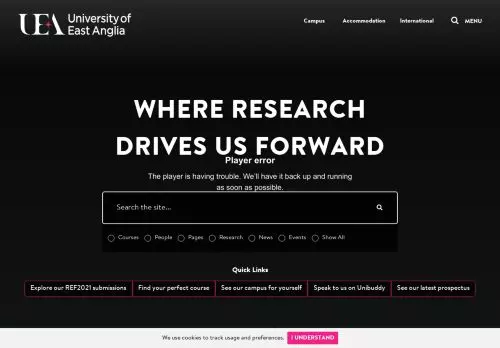 UEA University of
East Anglia
Campus Accommodation International MENU
WHERE RESEARCH
DRIVES US FORWARD
Player error
The player is having trouble. We'll have it back up and running
as soon as possible.
Search the site...
Courses People Pages Research News Events Show All
Quick Links
Explore our REF2021 submissions Find your perfect course See our campus for yourself Speak to us on Unibuddy See our latest prospectus
We use cookies to track usage and preferences. I UNDERSTAND